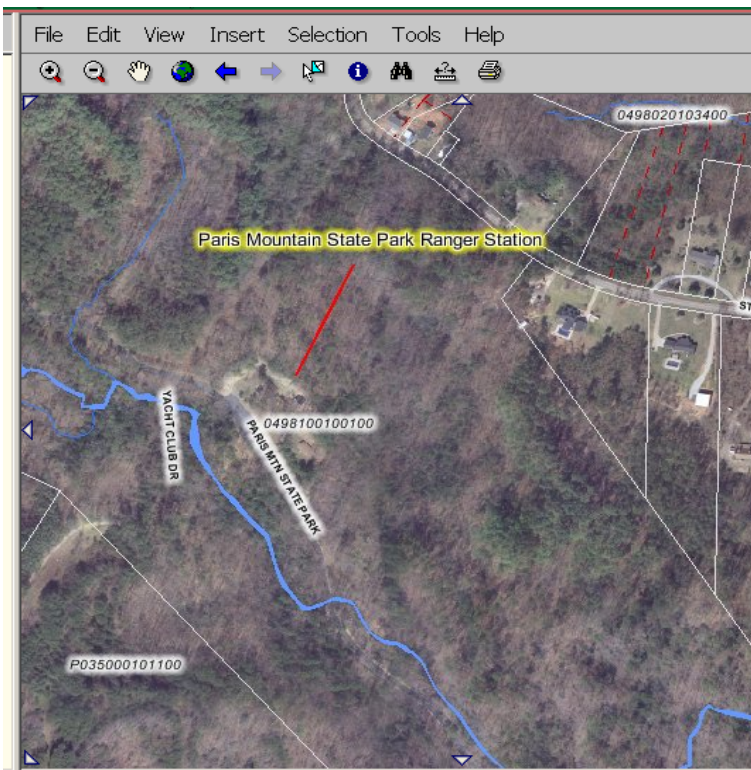 File Edit View Insert Selection Tools Help
0498020103400
Paris Mountain State Park Ranger Station
ST
0498100100100
YACHT CLUB DR
PARIS MTN STATE PARK
P035000101100